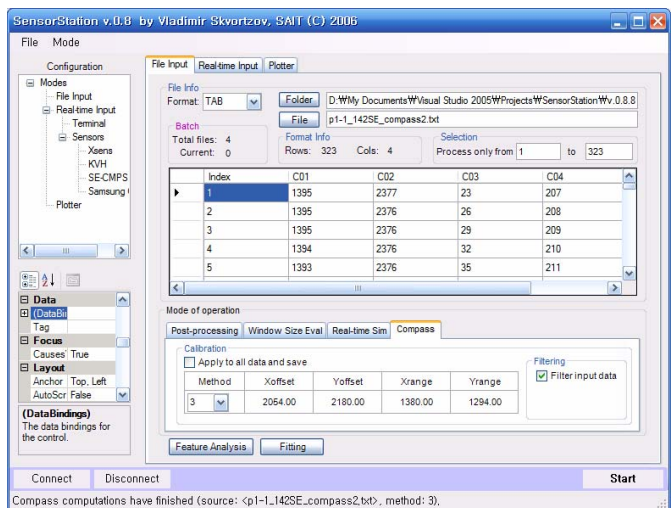 SensorStation v.0.8 by Vladimir Skvortzov, SAIT (C) 2006
File Mode
Configuration
Modes
File Input
Real-time Input
Terminal
Sensors
Xsens
KVH
SE-CMPS
Samsung
Plotter
Data
(DataBin
Tag
Focus
Causes True
Layout
Anchor Top, Left
AutoScr False
(DataBindings)
The data bindings for the control.
File Input Real-time Input Plotter
File Info
Format: TAB Folder D:₩My Documents₩Visual Studio 2005₩Projects₩SensorStation₩v.0.8.8
File p1-1_142SE_compass2.txt
Batch
Total files: 4
Current: 0
Format Info
Rows: 323 Cols: 4
Selection
Process only from 1 to 323
Index C01 C02 C03 C04
1 1395 2377 23 207
2 1395 2376 26 208
3 1395 2376 29 209
4 1394 2376 32 210
5 1393 2376 35 211
Mode of operation
Post-processing Window Size Eval Real-time Sim Compass
Calibration
Apply to all data and save
Method Xoffset Yoffset Xrange Yrange
3 2054.00 2180.00 1380.00 1294.00
Filtering
Filter input data
Feature Analysis Fitting
Connect Disconnect Start
Compass computations have finished (source: <p1-1_142SE_compass2.txt>, method: 3).